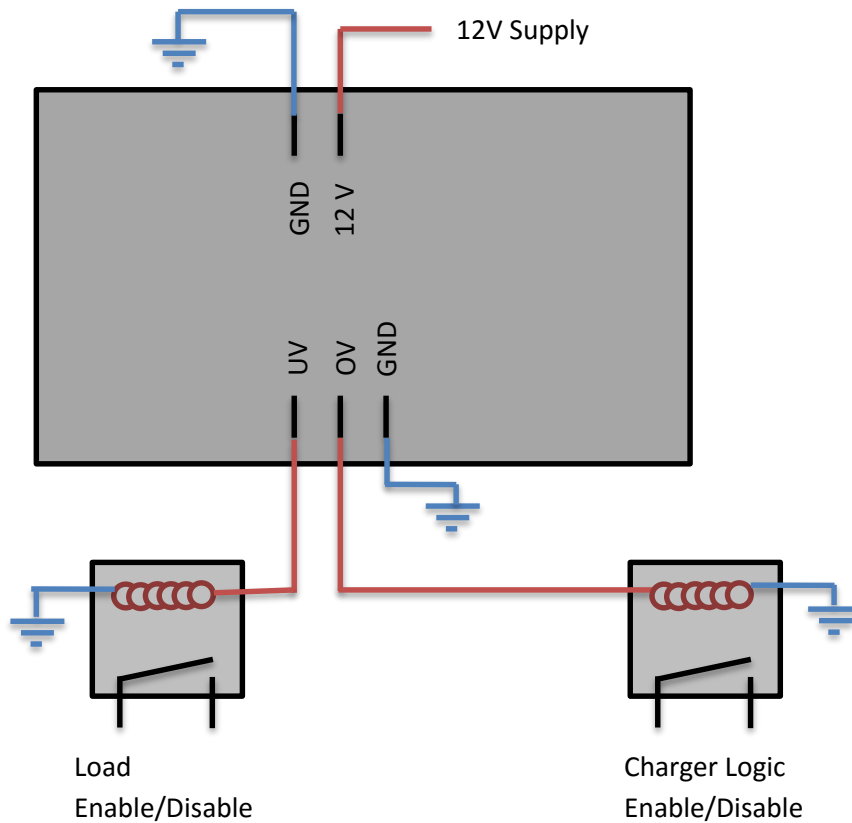 12V Supply
GND
12 V
UV
OV
GND
Load
Enable/Disable
Charger Logic
Enable/Disable